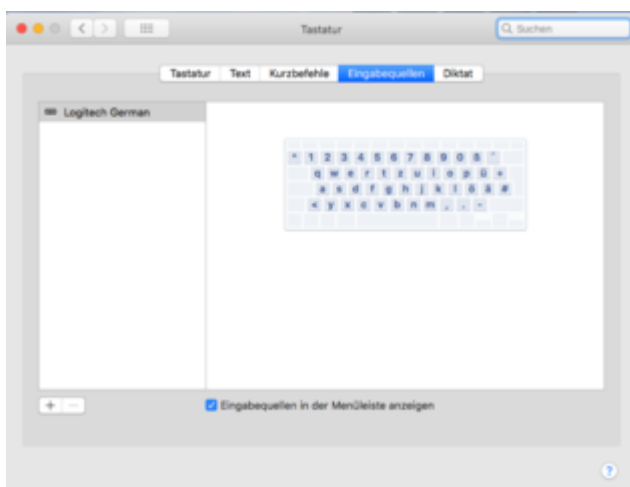 Tastatur
Suchen
Tastatur Text Kurzbefehle Eingabequellen Diktat
Logitech German
^ 1 2 3 4 5 6 7 8 9 0 ß ´
q w e r t z u i o p ü +
a s d f g h j k l ö ä #
< y x c v b n m , . -
+ −
Eingabequellen in der Menüleiste anzeigen
?